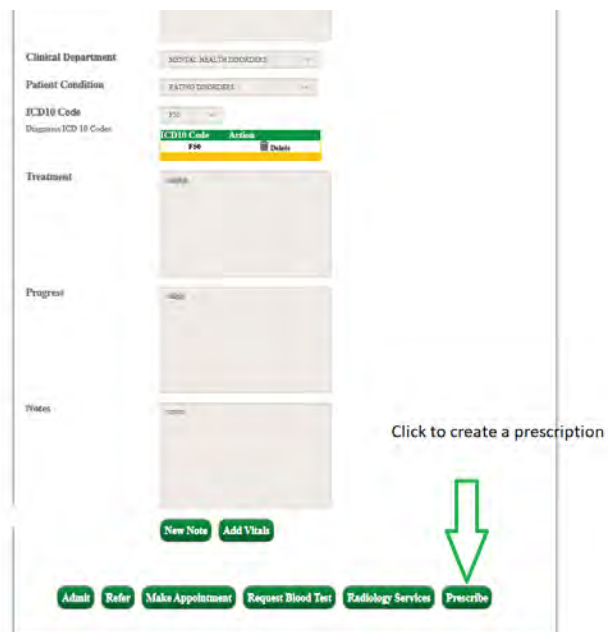 Clinical Department
MENTAL HEALTH DISORDERS
Patient Condition
EATING DISORDERS
ICD10 Code
F50
Diagnosis ICD 10 Codes
ICD10 Code Action
F50 Delete
Treatment
Progress
Notes
Click to create a prescription
New Note Add Vitals
Admit Refer Make Appointment Request Blood Test Radiology Services Prescribe